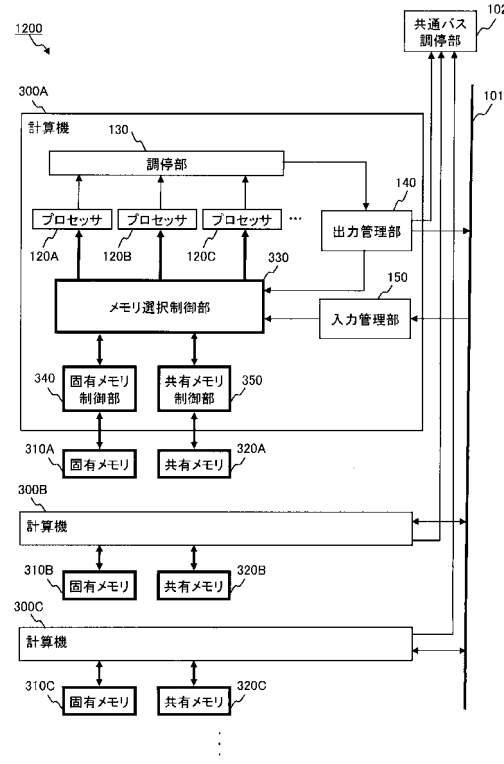 1200
102
共通バス
調停部
101
300A
計算機
130
調停部
プロセッサ
プロセッサ
プロセッサ
...
120A
120B
120C
140
出力管理部
330
メモリ選択制御部
150
入力管理部
340
固有メモリ
制御部
共有メモリ
制御部
350
310A
固有メモリ
共有メモリ
320A
300B
計算機
310B
固有メモリ
共有メモリ
320B
300C
計算機
310C
固有メモリ
共有メモリ
320C